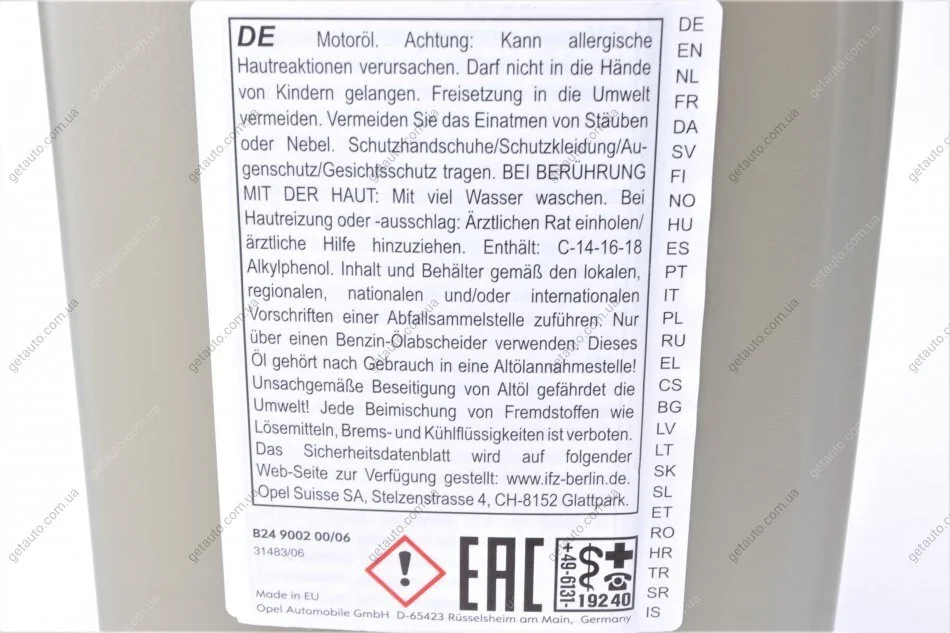 DE Motoröl. Achtung: Kann allergische
Hautreaktionen verursachen. Darf nicht in die Hände
von Kindern gelangen. Freisetzung in die Umwelt
vermeiden. Vermeiden Sie das Einatmen von Stäuben
oder Nebel. Schutzhandschuhe/Schutzkleidung/Au-
genschutz/Gesichtsschutz tragen. BEI BERÜHRUNG
MIT DER HAUT: Mit viel Wasser waschen. Bei
Hautreizung oder -ausschlag: Ärztlichen Rat einholen/
ärztliche Hilfe hinzuziehen. Enthält: C-14-16-18
Alkylphenol. Inhalt und Behälter gemäß den lokalen,
regionalen, nationalen und/oder internationalen
Vorschriften einer Abfallsammelstelle zuführen. Nur
über einen Benzin-Ölabscheider verwenden. Dieses
Öl gehört nach Gebrauch in eine Altölannahmestelle!
Unsachgemäße Beseitigung von Altöl gefährdet die
Umwelt! Jede Beimischung von Fremdstoffen wie
Lösemitteln, Brems- und Kühlflüssigkeiten ist verboten.
Das Sicherheitsdatenblatt wird auf folgender
Web-Seite zur Verfügung gestellt: www.ifz-berlin.de.
Opel Suisse SA, Stelzenstrasse 4, CH-8152 Glattpark.
DE
EN
NL
FR
DA
SV
FI
NO
HU
ES
PT
IT
PL
RU
EL
CS
BG
LV
LT
SK
SL
ET
RO
HR
TR
SR
IS
B24 9002 00/06
31483/06
EAC
+49-6131-
19240
Made in EU
Opel Automobile GmbH D-65423 Rüsselsheim am Main, Germany
getauto.com.ua